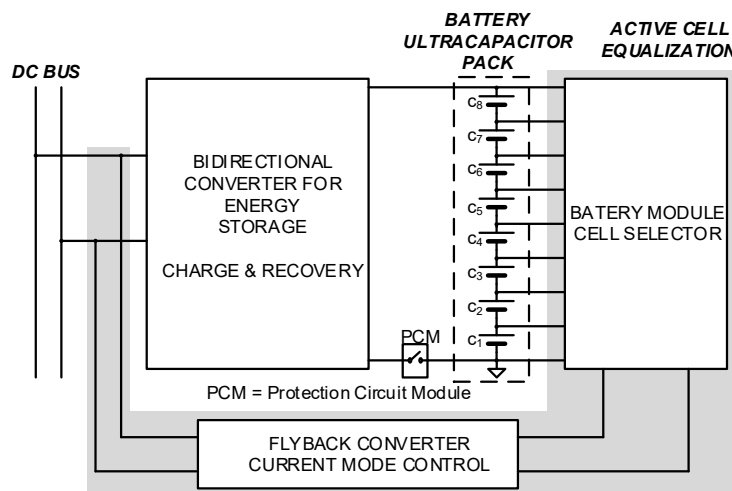 BATTERY
ULTRACAPACITOR
PACK
ACTIVE CELL
EQUALIZATION
DC BUS
BIDIRECTIONAL
CONVERTER FOR
ENERGY
STORAGE
CHARGE & RECOVERY
C8
C7
C6
C5
C4
C3
C2
C1
BATERY MODULE
CELL SELECTOR
PCM
PCM = Protection Circuit Module
FLYBACK CONVERTER
CURRENT MODE CONTROL